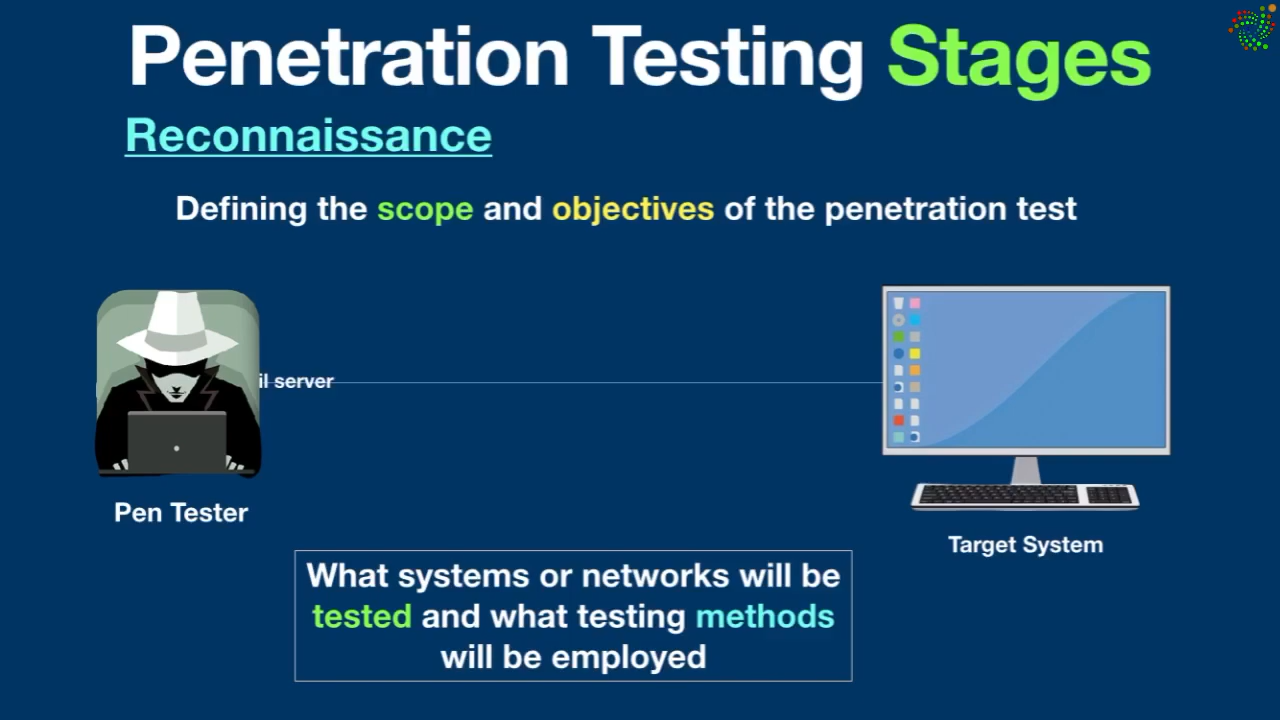 Penetration Testing Stages
Reconnaissance
Defining the scope and objectives of the penetration test
il server
Pen Tester
Target System
What systems or networks will be
tested and what testing methods
will be employed